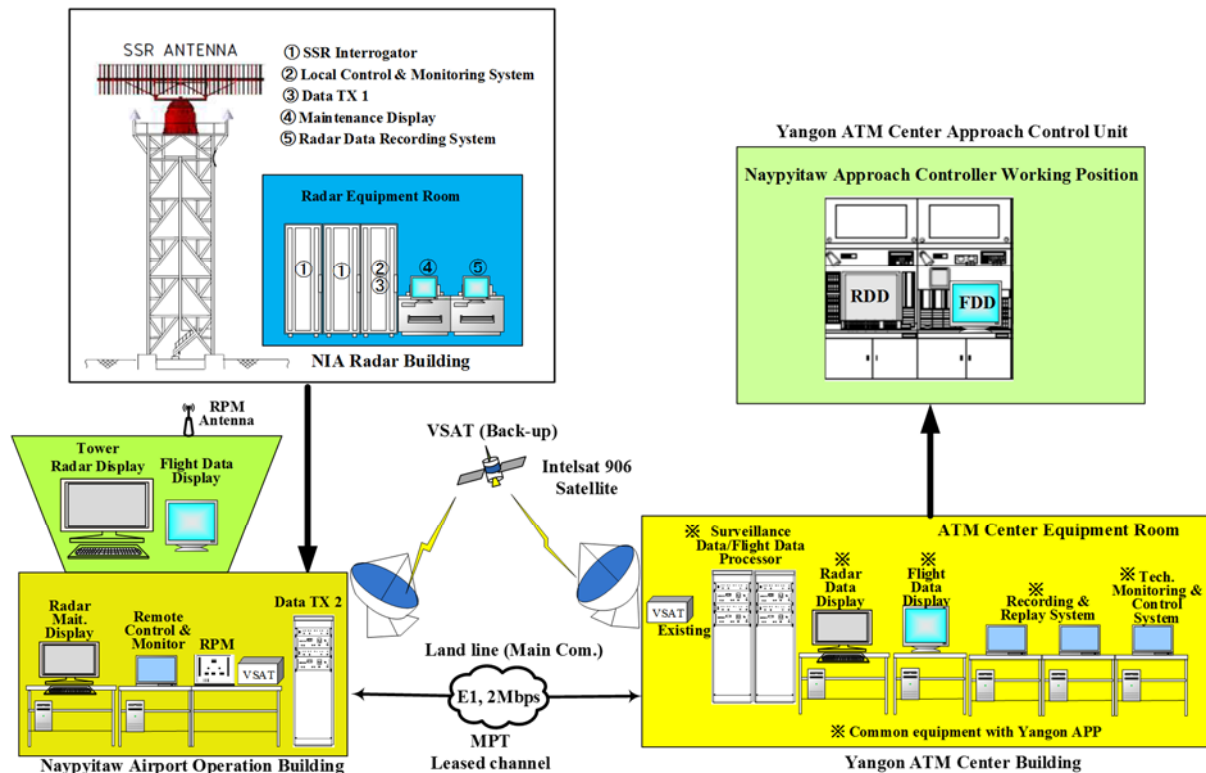 SSR ANTENNA
① SSR Interrogator
② Local Control & Monitoring System
③ Data TX 1
④ Maintenance Display
⑤ Radar Data Recording System
Radar Equipment Room
①
①
②
③
④
⑤
NIA Radar Building
Yangon ATM Center Approach Control Unit
Naypyitaw Approach Controller Working Position
RDD
FDD
RPM
Antenna
Tower
Radar Display
Flight Data
Display
VSAT (Back-up)
Intelsat 906
Satellite
Radar
Mait.
Display
Remote
Control &
Monitor
RPM
VSAT
Data TX 2
Naypyitaw Airport Operation Building
Land line (Main Com.)
E1, 2Mbps
MPT
Leased channel
ATM Center Equipment Room
※ Surveillance
Data/Flight Data
Processor
VSAT
Existing
※
Radar
Data
Display
※
Flight
Data
Display
※
Recording &
Replay System
※ Tech.
Monitoring &
Control
System
※ Common equipment with Yangon APP
Yangon ATM Center Building